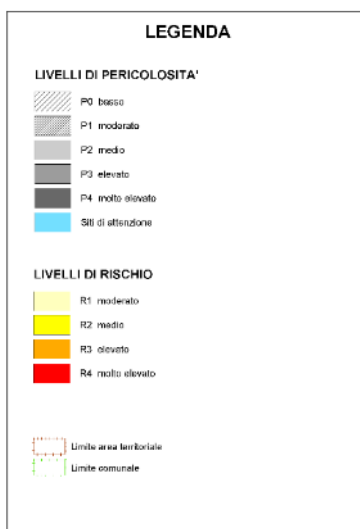 LEGENDA
LIVELLI DI PERICOLOSITA'
P0 basso
P1 moderato
P2 medio
P3 elevato
P4 molto elevato
Siti di attenzione
LIVELLI DI RISCHIO
R1 moderato
R2 medio
R3 elevato
R4 molto elevato
Limite area territoriale
Limite comunale